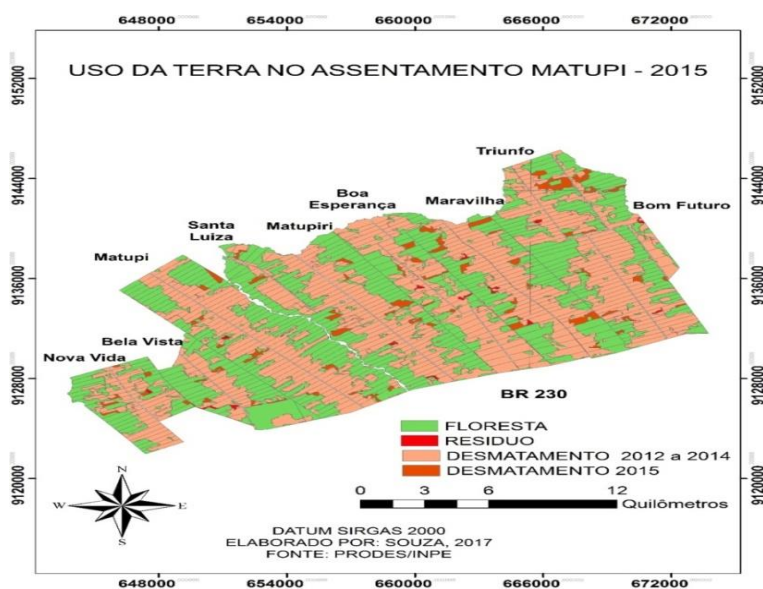 648000 654000 660000 666000 672000
USO DA TERRA NO ASSENTAMENTO MATUPI - 2015
9152000 9152000
Triunfo
9144000 9144000
Boa
Esperança
Maravilha
Bom Futuro
Santa
Luiza
Matupiri
Matupi
9136000 9136000
Bela Vista
Nova Vida
9128000 9128000
BR 230
FLORESTA
RESIDUO
DESMATAMENTO 2012 a 2014
DESMATAMENTO 2015
9120000 9120000
N
W E
S
0 3 6 12
Quilômetros
DATUM SIRGAS 2000
ELABORADO POR: SOUZA, 2017
FONTE: PRODES/INPE
648000 654000 660000 666000 672000